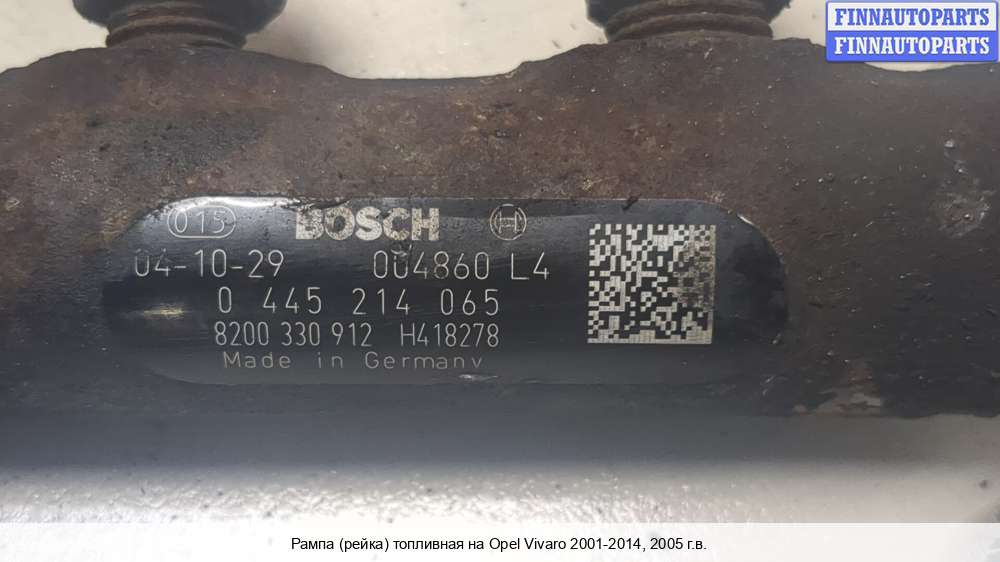 FINNAUTOPARTS
FINNAUTOPARTS
015 BOSCH
04-10-29 004860 L4
0 445 214 065
8200 330 912 H418278
Made in Germany
Рампа (рейка) топливная на Opel Vivaro 2001-2014, 2005 г.в.